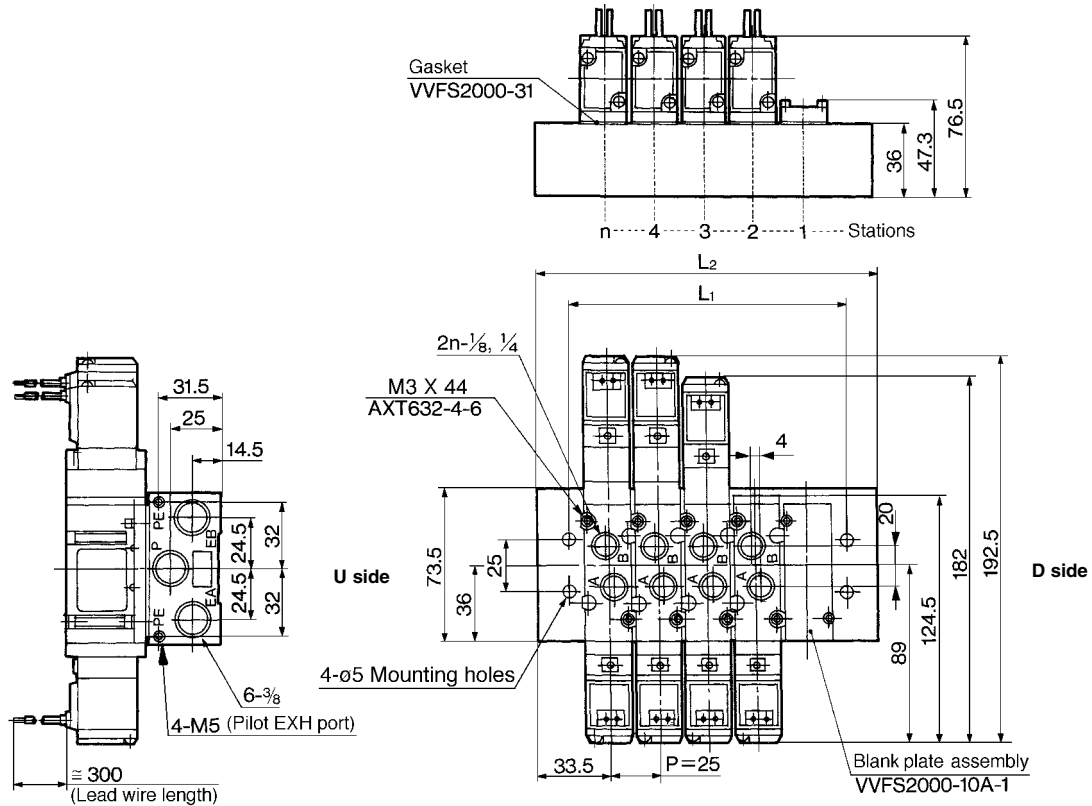 Gasket
VVFS2000-31
36
47.3
76.5
n 4 3 2 1 Stations
L2
L1
2n-1/8, 1/4
M3 X 44
AXT632-4-6
31.5
25
14.5
4
PE
P
EB
EA
PE
24.5
32
24.5
32
U side
73.5
25
36
B B B B
A A A A
20
89
124.5
182
192.5
D side
4-ø5 Mounting holes
6-3/8
4-M5 (Pilot EXH port)
≅ 300
(Lead wire length)
33.5
P=25
Blank plate assembly
VVFS2000-10A-1